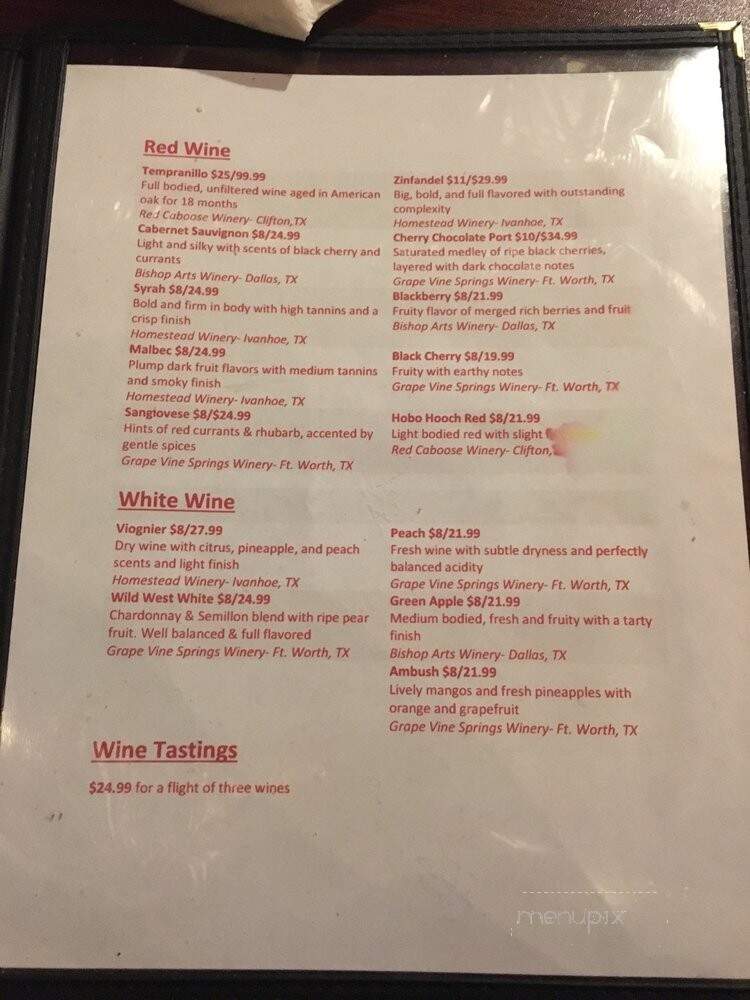 Red Wine
Tempranillo $25/99.99
Full bodied, unfiltered wine aged in American
oak for 18 months
Red Caboose Winery- Clifton,TX
Cabernet Sauvignon $8/24.99
Light and silky with scents of black cherry and
currants
Bishop Arts Winery- Dallas, TX
Syrah $8/24.99
Bold and firm in body with high tannins and a
crisp finish
Homestead Winery- Ivanhoe, TX
Malbec $8/24.99
Plump dark fruit flavors with medium tannins
and smoky finish
Homestead Winery- Ivanhoe, TX
Sangiovese $8/$24.99
Hints of red currants & rhubarb, accented by
gentle spices
Grape Vine Springs Winery- Ft. Worth, TX
Zinfandel $11/$29.99
Big, bold, and full flavored with outstanding
complexity
Homestead Winery- Ivanhoe, TX
Cherry Chocolate Port $10/$34.99
Saturated medley of ripe black cherries,
layered with dark chocolate notes
Grape Vine Springs Winery- Ft. Worth, TX
Blackberry $8/21.99
Fruity flavor of merged rich berries and fruit
Bishop Arts Winery- Dallas, TX
Black Cherry $8/19.99
Fruity with earthy notes
Grape Vine Springs Winery- Ft. Worth, TX
Hobo Hooch Red $8/21.99
Light bodied red with slight
Red Caboose Winery- Clifton,
White Wine
Viognier $8/27.99
Dry wine with citrus, pineapple, and peach
scents and light finish
Homestead Winery- Ivanhoe, TX
Wild West White $8/24.99
Chardonnay & Semillon blend with ripe pear
fruit. Well balanced & full flavored
Grape Vine Springs Winery- Ft. Worth, TX
Peach $8/21.99
Fresh wine with subtle dryness and perfectly
balanced acidity
Grape Vine Springs Winery- Ft. Worth, TX
Green Apple $8/21.99
Medium bodied, fresh and fruity with a tarty
finish
Bishop Arts Winery- Dallas, TX
Ambush $8/21.99
Lively mangos and fresh pineapples with
orange and grapefruit
Grape Vine Springs Winery- Ft. Worth, TX
Wine Tastings
$24.99 for a flight of three wines
menupix